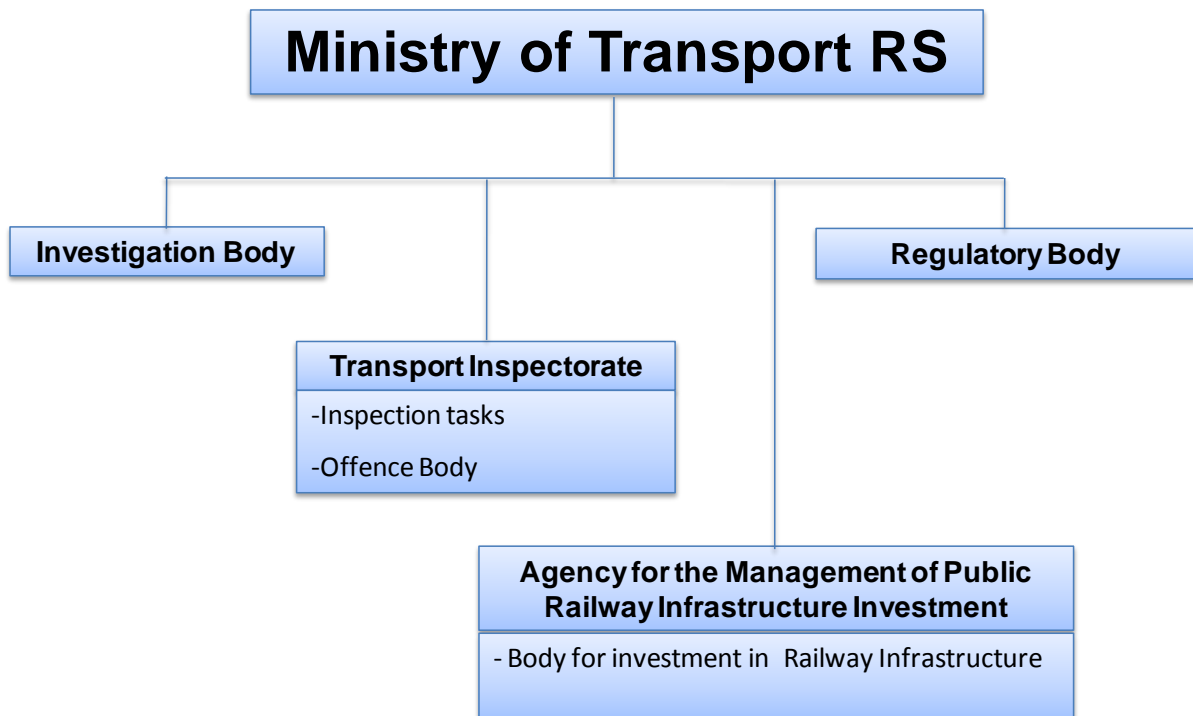 Ministry of Transport RS
Investigation Body
Regulatory Body
Transport Inspectorate
-Inspection tasks
-Offence Body
Agency for the Management of Public
Railway Infrastructure Investment
- Body for investment in Railway Infrastructure